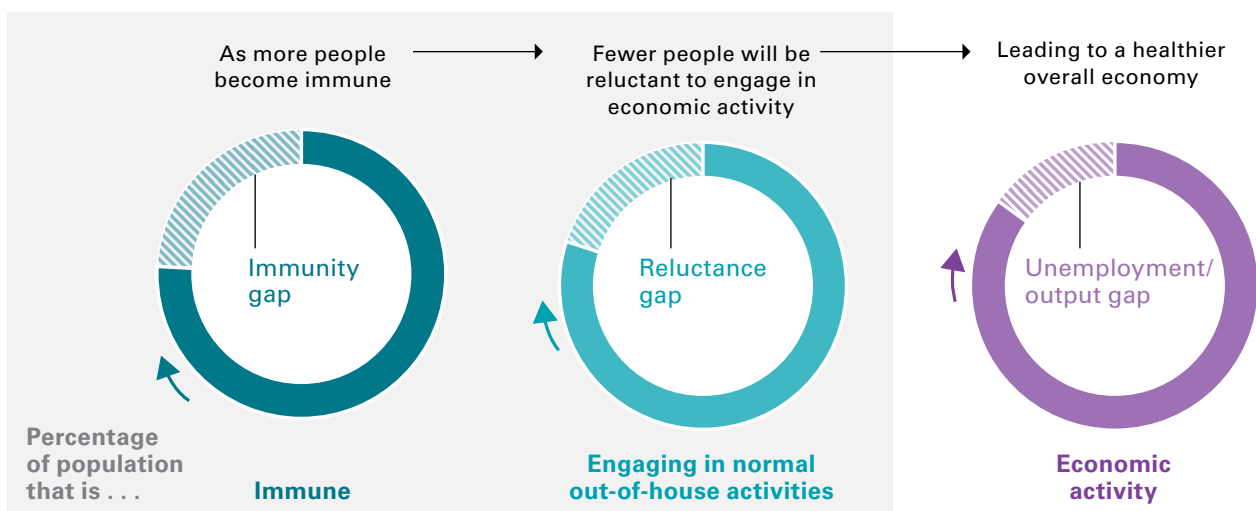 As more people
become immune
Fewer people will be
reluctant to engage in
economic activity
Leading to a healthier
overall economy
Immunity
gap
Reluctance
gap
Unemployment/
output gap
Percentage
of population
that is . . .
Immune
Engaging in normal
out-of-house activities
Economic
activity